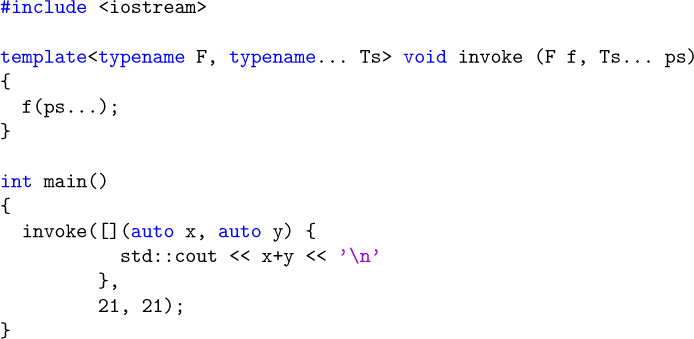 #include <iostream>
template<typename F, typename... Ts> void invoke (F f, Ts... ps)
{
  f(ps...);
}
int main()
{
  invoke([](auto x, auto y) {
           std::cout << x+y << '\n'
         },
         21, 21);
}